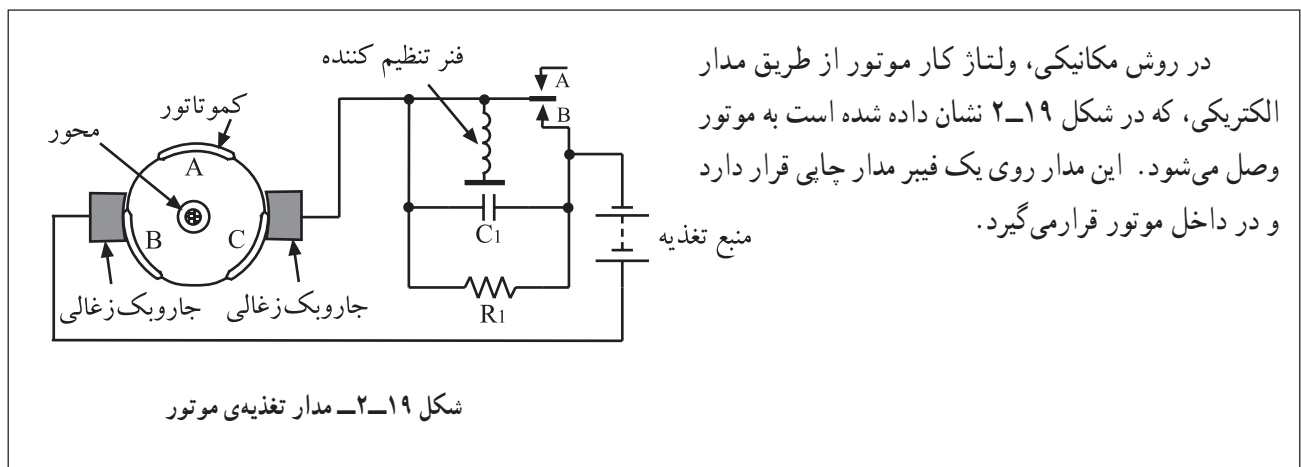 در روش مکانیکی، ولتاژ کار موتور از طریق مدار
الکتریکی، که در شکل ۱۹ــ۲ نشان داده شده است به موتور
وصل می‌شود. این مدار روی یک فیبر مدار چاپی قرار دارد
و در داخل موتور قرارمی‌گیرد.
فنر تنظیم کننده
کموتاتور
محور
A
B
C
A
B
C1
R1
منبع تغذیه
جاروبک زغالی
جاروبک زغالی
شکل ۱۹ــ۲ــ مدار تغذیه‌ی موتور